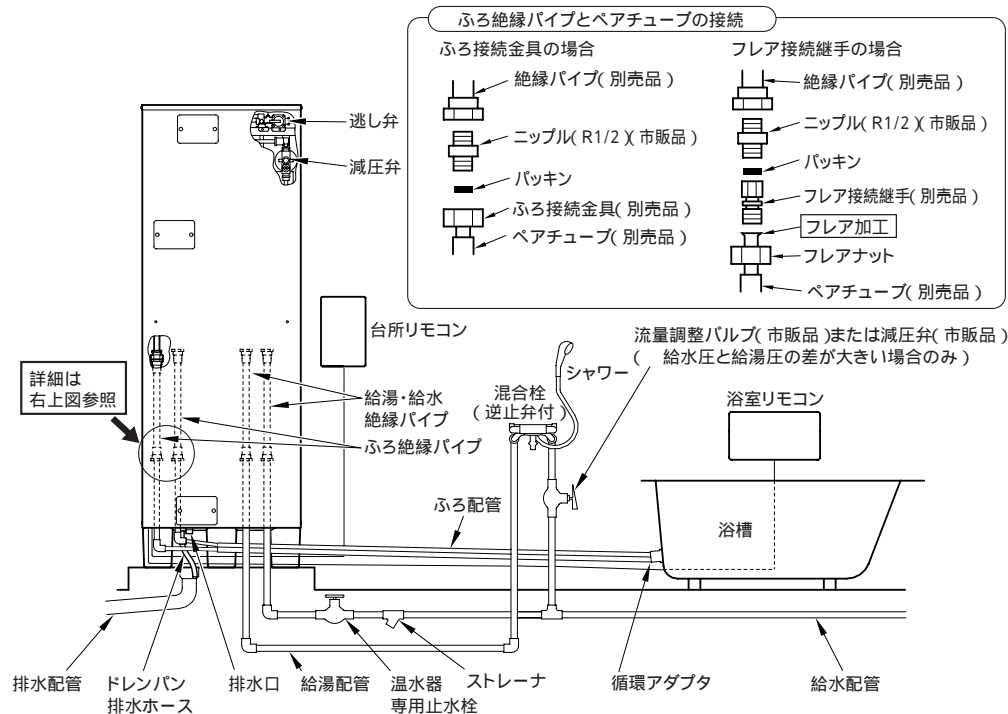 ふろ絶縁パイプとペアチューブの接続
ふろ接続金具の場合
絶縁パイプ(別売品)
ニップル(R1/2)(市販品)
パッキン
ふろ接続金具(別売品)
ペアチューブ(別売品)
フレア接続継手の場合
絶縁パイプ(別売品)
ニップル(R1/2)(市販品)
パッキン
フレア接続継手(別売品)
フレア加工
フレアナット
ペアチューブ(別売品)
逃し弁
減圧弁
台所リモコン
詳細は
右上図参照
給湯・給水
絶縁パイプ
ふろ絶縁パイプ
シャワー
混合栓
(逆止弁付)
流量調整バルブ(市販品)または減圧弁(市販品)
(　給水圧と給湯圧の差が大きい場合のみ)
浴室リモコン
ふろ配管
浴槽
排水配管
ドレンパン
排水ホース
排水口
給湯配管
温水器
専用止水栓
ストレーナ
循環アダプタ
給水配管